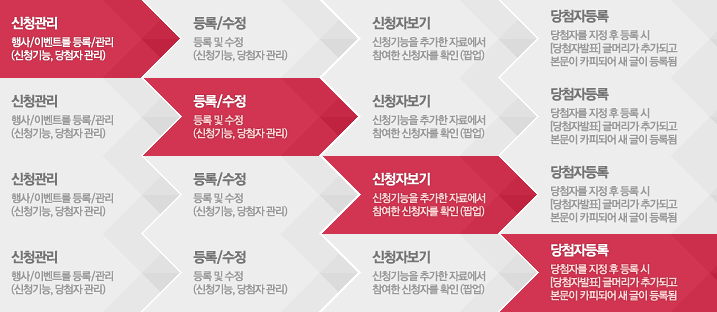 신청관리
행사/이벤트를 등록/관리
(신청기능, 당첨자 관리)
등록/수정
등록 및 수정
(신청기능, 당첨자 관리)
신청자보기
신청기능을 추가한 자료에서
참여한 신청자를 확인 (팝업)
당첨자등록
당첨자를 지정 후 등록 시
[당첨자발표] 글머리가 추가되고
본문이 카피되어 새 글이 등록됨
신청관리
행사/이벤트를 등록/관리
(신청기능, 당첨자 관리)
등록/수정
등록 및 수정
(신청기능, 당첨자 관리)
신청자보기
신청기능을 추가한 자료에서
참여한 신청자를 확인 (팝업)
당첨자등록
당첨자를 지정 후 등록 시
[당첨자발표] 글머리가 추가되고
본문이 카피되어 새 글이 등록됨
신청관리
행사/이벤트를 등록/관리
(신청기능, 당첨자 관리)
등록/수정
등록 및 수정
(신청기능, 당첨자 관리)
신청자보기
신청기능을 추가한 자료에서
참여한 신청자를 확인 (팝업)
당첨자등록
당첨자를 지정 후 등록 시
[당첨자발표] 글머리가 추가되고
본문이 카피되어 새 글이 등록됨
신청관리
행사/이벤트를 등록/관리
(신청기능, 당첨자 관리)
등록/수정
등록 및 수정
(신청기능, 당첨자 관리)
신청자보기
신청기능을 추가한 자료에서
참여한 신청자를 확인 (팝업)
당첨자등록
당첨자를 지정 후 등록 시
[당첨자발표] 글머리가 추가되고
본문이 카피되어 새 글이 등록됨